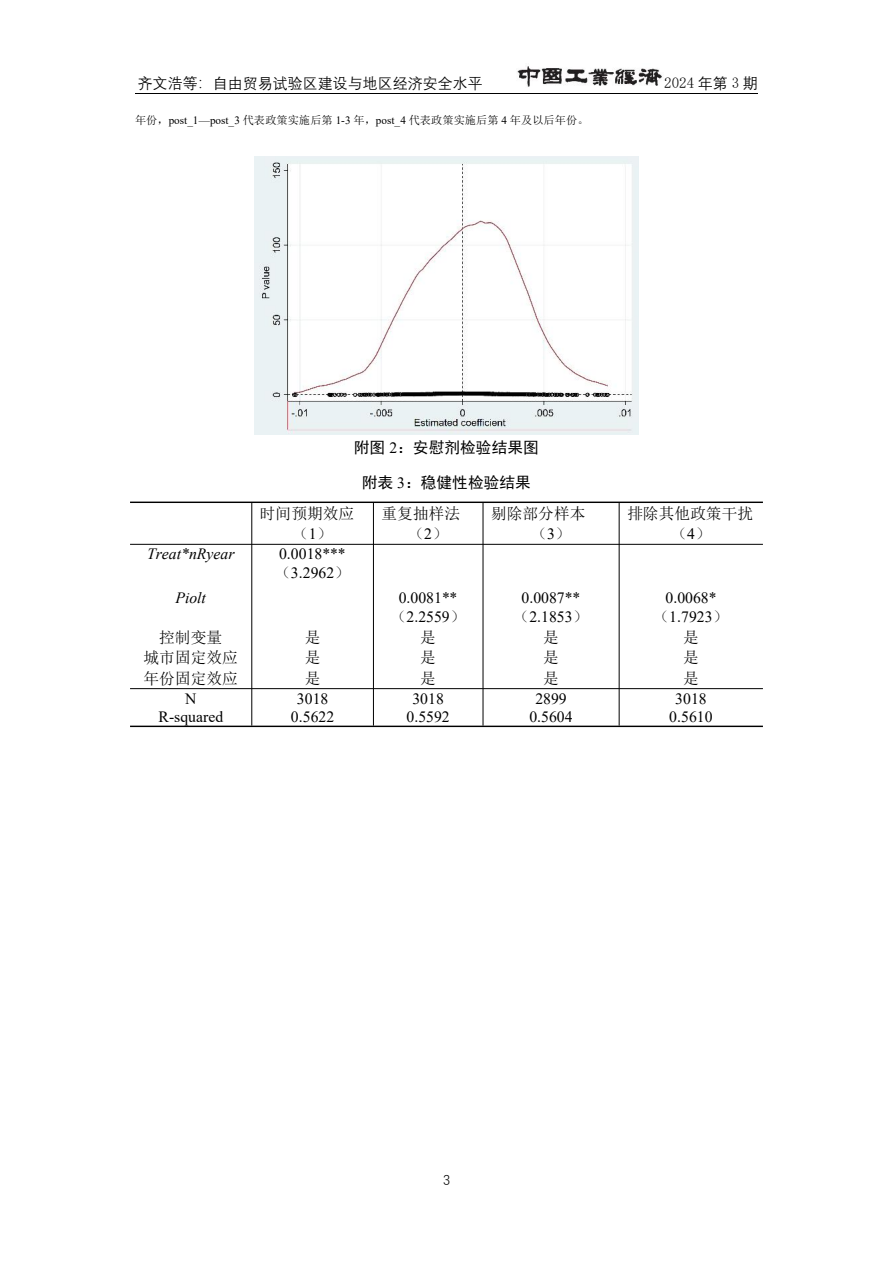 齐文浩等：自由贸易试验区建设与地区经济安全水平 中國工業經濟 2024 年第 3 期
年份，post_1—post_3 代表政策实施后第 1-3 年，post_4 代表政策实施后第 4 年及以后年份。
150
100
50
0
P value
-.01 -.005 0 .005 .01
Estimated coefficient
附图 2：安慰剂检验结果图
附表 3：稳健性检验结果
时间预期效应 重复抽样法 剔除部分样本 排除其他政策干扰
（1） （2） （3） （4）
Treat*nRyear 0.0018***
（3.2962）
Piolt 0.0081** 0.0087** 0.0068*
（2.2559） （2.1853） （1.7923）
控制变量 是 是 是 是
城市固定效应 是 是 是 是
年份固定效应 是 是 是 是
N 3018 3018 2899 3018
R-squared 0.5622 0.5592 0.5604 0.5610
3